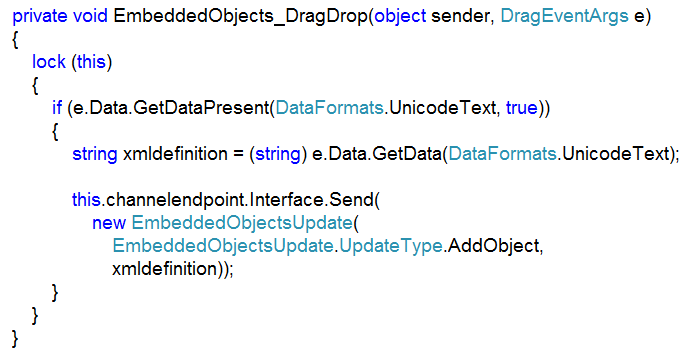 private void EmbeddedObjects_DragDrop(object sender, DragEventArgs e)
{
lock (this)
{
if (e.Data.GetDataPresent(DataFormats.UnicodeText, true))
{
string xmldefinition = (string) e.Data.GetData(DataFormats.UnicodeText);
this.channelendpoint.Interface.Send(
new EmbeddedObjectsUpdate(
EmbeddedObjectsUpdate.UpdateType.AddObject,
xmldefinition));
}
}
}